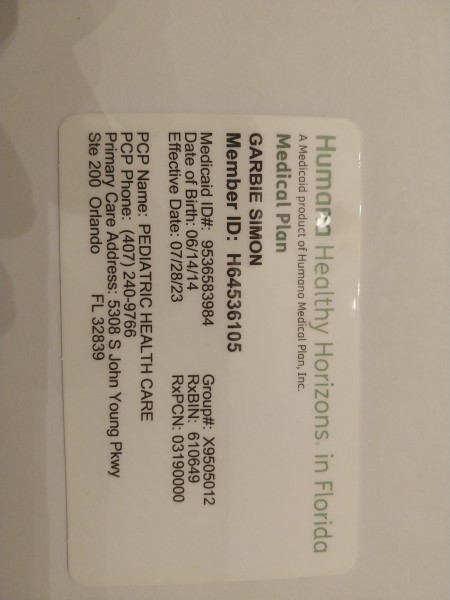 Humana Healthy Horizons. in Florida
A Medicaid product of Humana Medical Plan, Inc.
Medical Plan
GARBIE SIMON
Member ID: H64536105
Medicaid ID#: 9536583984 Group#: X9505012
Date of Birth: 06/14/14 RxBIN: 610649
Effective Date: 07/28/23 RxPCN: 03190000
PCP Name: PEDIATRIC HEALTH CARE
PCP Phone: (407) 240-9766
Primary Care Address: 5308 S John Young Pkwy
Ste 200 Orlando FL 32839